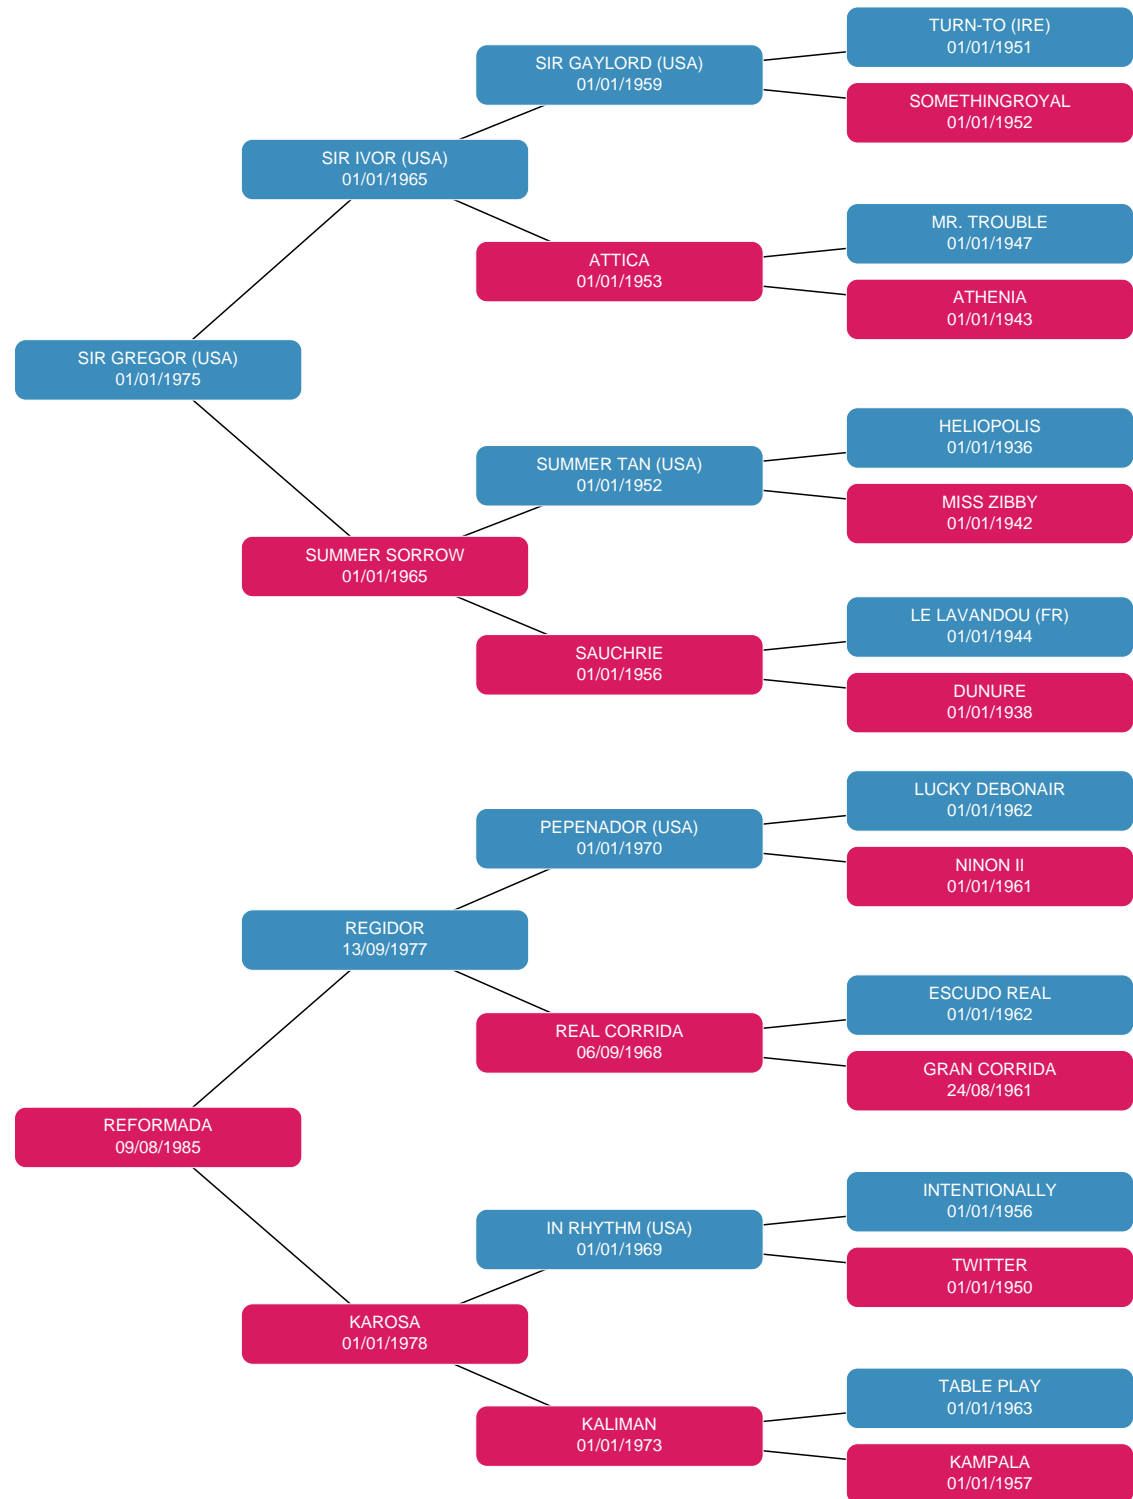 TURN-TO (IRE)
01/01/1951
SIR GAYLORD (USA)
01/01/1959
SOMETHINGROYAL
01/01/1952
SIR IVOR (USA)
01/01/1965
MR. TROUBLE
01/01/1947
ATTICA
01/01/1953
ATHENIA
01/01/1943
SIR GREGOR (USA)
01/01/1975
HELIOPOLIS
01/01/1936
SUMMER TAN (USA)
01/01/1952
MISS ZIBBY
01/01/1942
SUMMER SORROW
01/01/1965
LE LAVANDOU (FR)
01/01/1944
SAUCHRIE
01/01/1956
DUNURE
01/01/1938
LUCKY DEBONAIR
01/01/1962
PEPENADOR (USA)
01/01/1970
NINON II
01/01/1961
REGIDOR
13/09/1977
ESCUDO REAL
01/01/1962
REAL CORRIDA
06/09/1968
GRAN CORRIDA
24/08/1961
REFORMADA
09/08/1985
INTENTIONALLY
01/01/1956
IN RHYTHM (USA)
01/01/1969
TWITTER
01/01/1950
KAROSA
01/01/1978
TABLE PLAY
01/01/1963
KALIMAN
01/01/1973
KAMPALA
01/01/1957